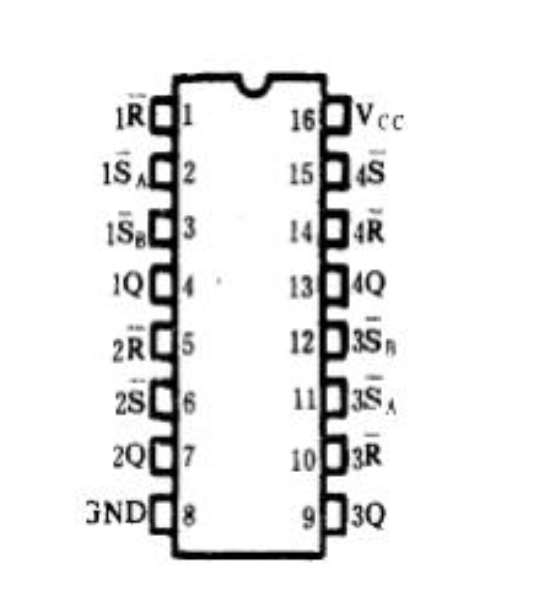 1R̅ 1 16 VCC
1S̅A 2 15 4S̅
1S̅B 3 14 4R̅
1Q 4 13 4Q
2R̅ 5 12 3S̅B
2S̅ 6 11 3S̅A
2Q 7 10 3R̅
GND 8 9 3Q